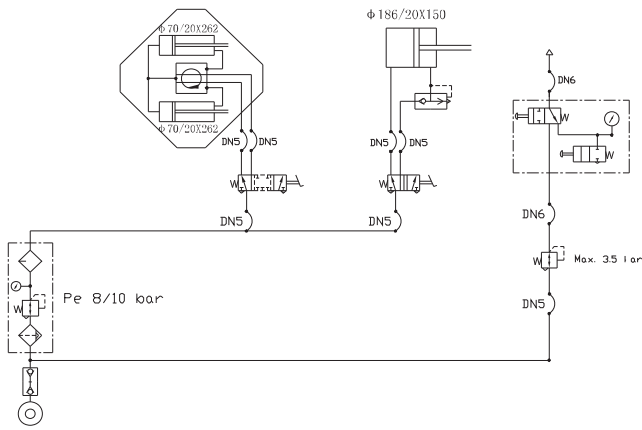 φ186/20X150
φ70/20X262
φ70/20X262
DN6
DN5
DN5
DN5
DN5
DN5
DN5
DN6
Max. 3.5 bar
Pe 8/10 bar
DN5